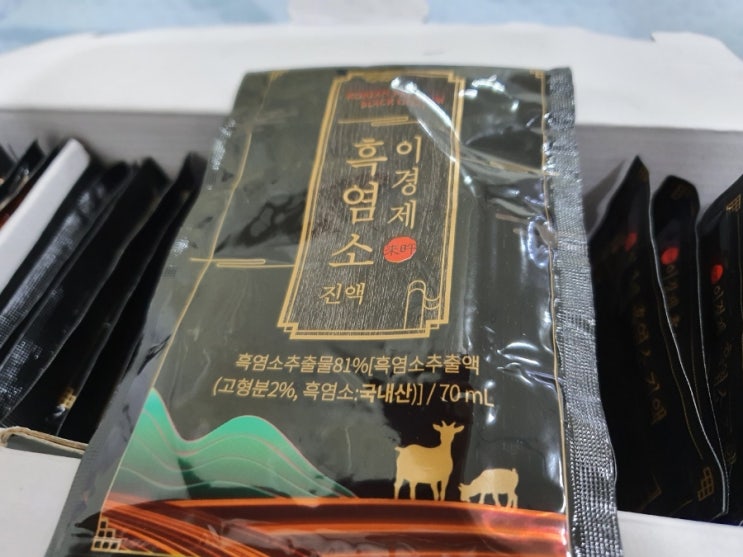 이경제
흑염소
진액
흑염소추출물81%[흑염소추출액
(고형분2%, 흑염소:국내산)] / 70 mL